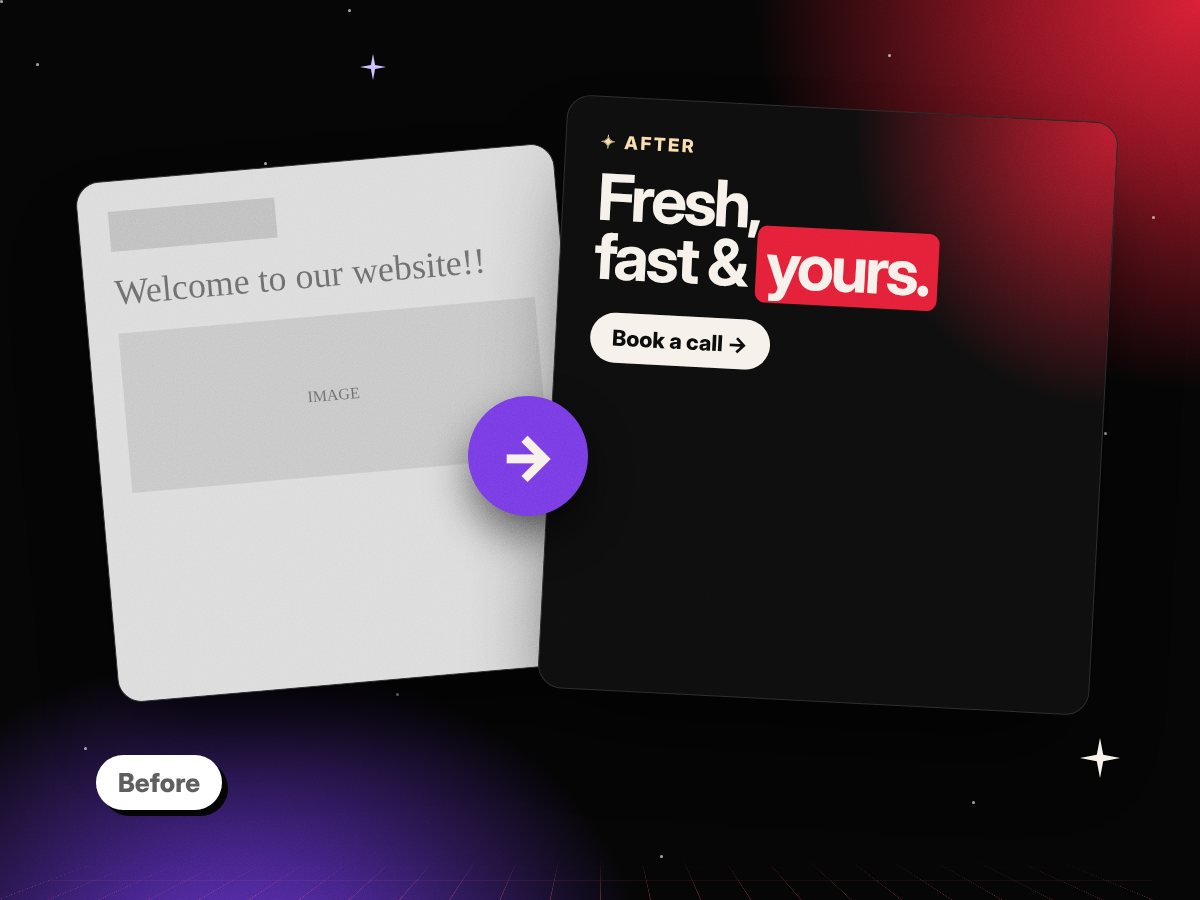 Welcome to our website!!
IMAGE
AFTER
Fresh,
fast & yours.
Book a call →
Before